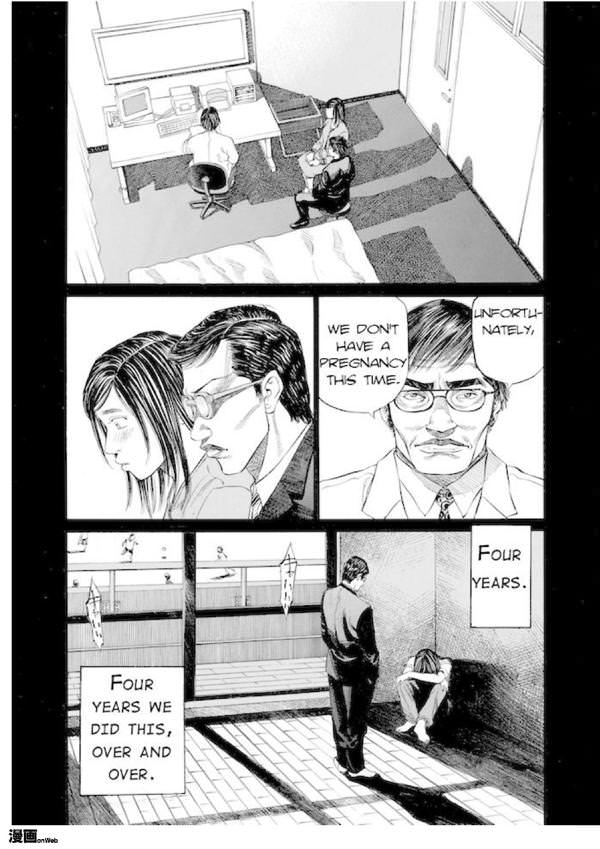 UNFORTU-
NATELY,
WE DON'T
HAVE A
PREGNANCY
THIS TIME.
FOUR
YEARS.
FOUR
YEARS WE
DID THIS,
OVER AND
OVER.
漫画onWeb